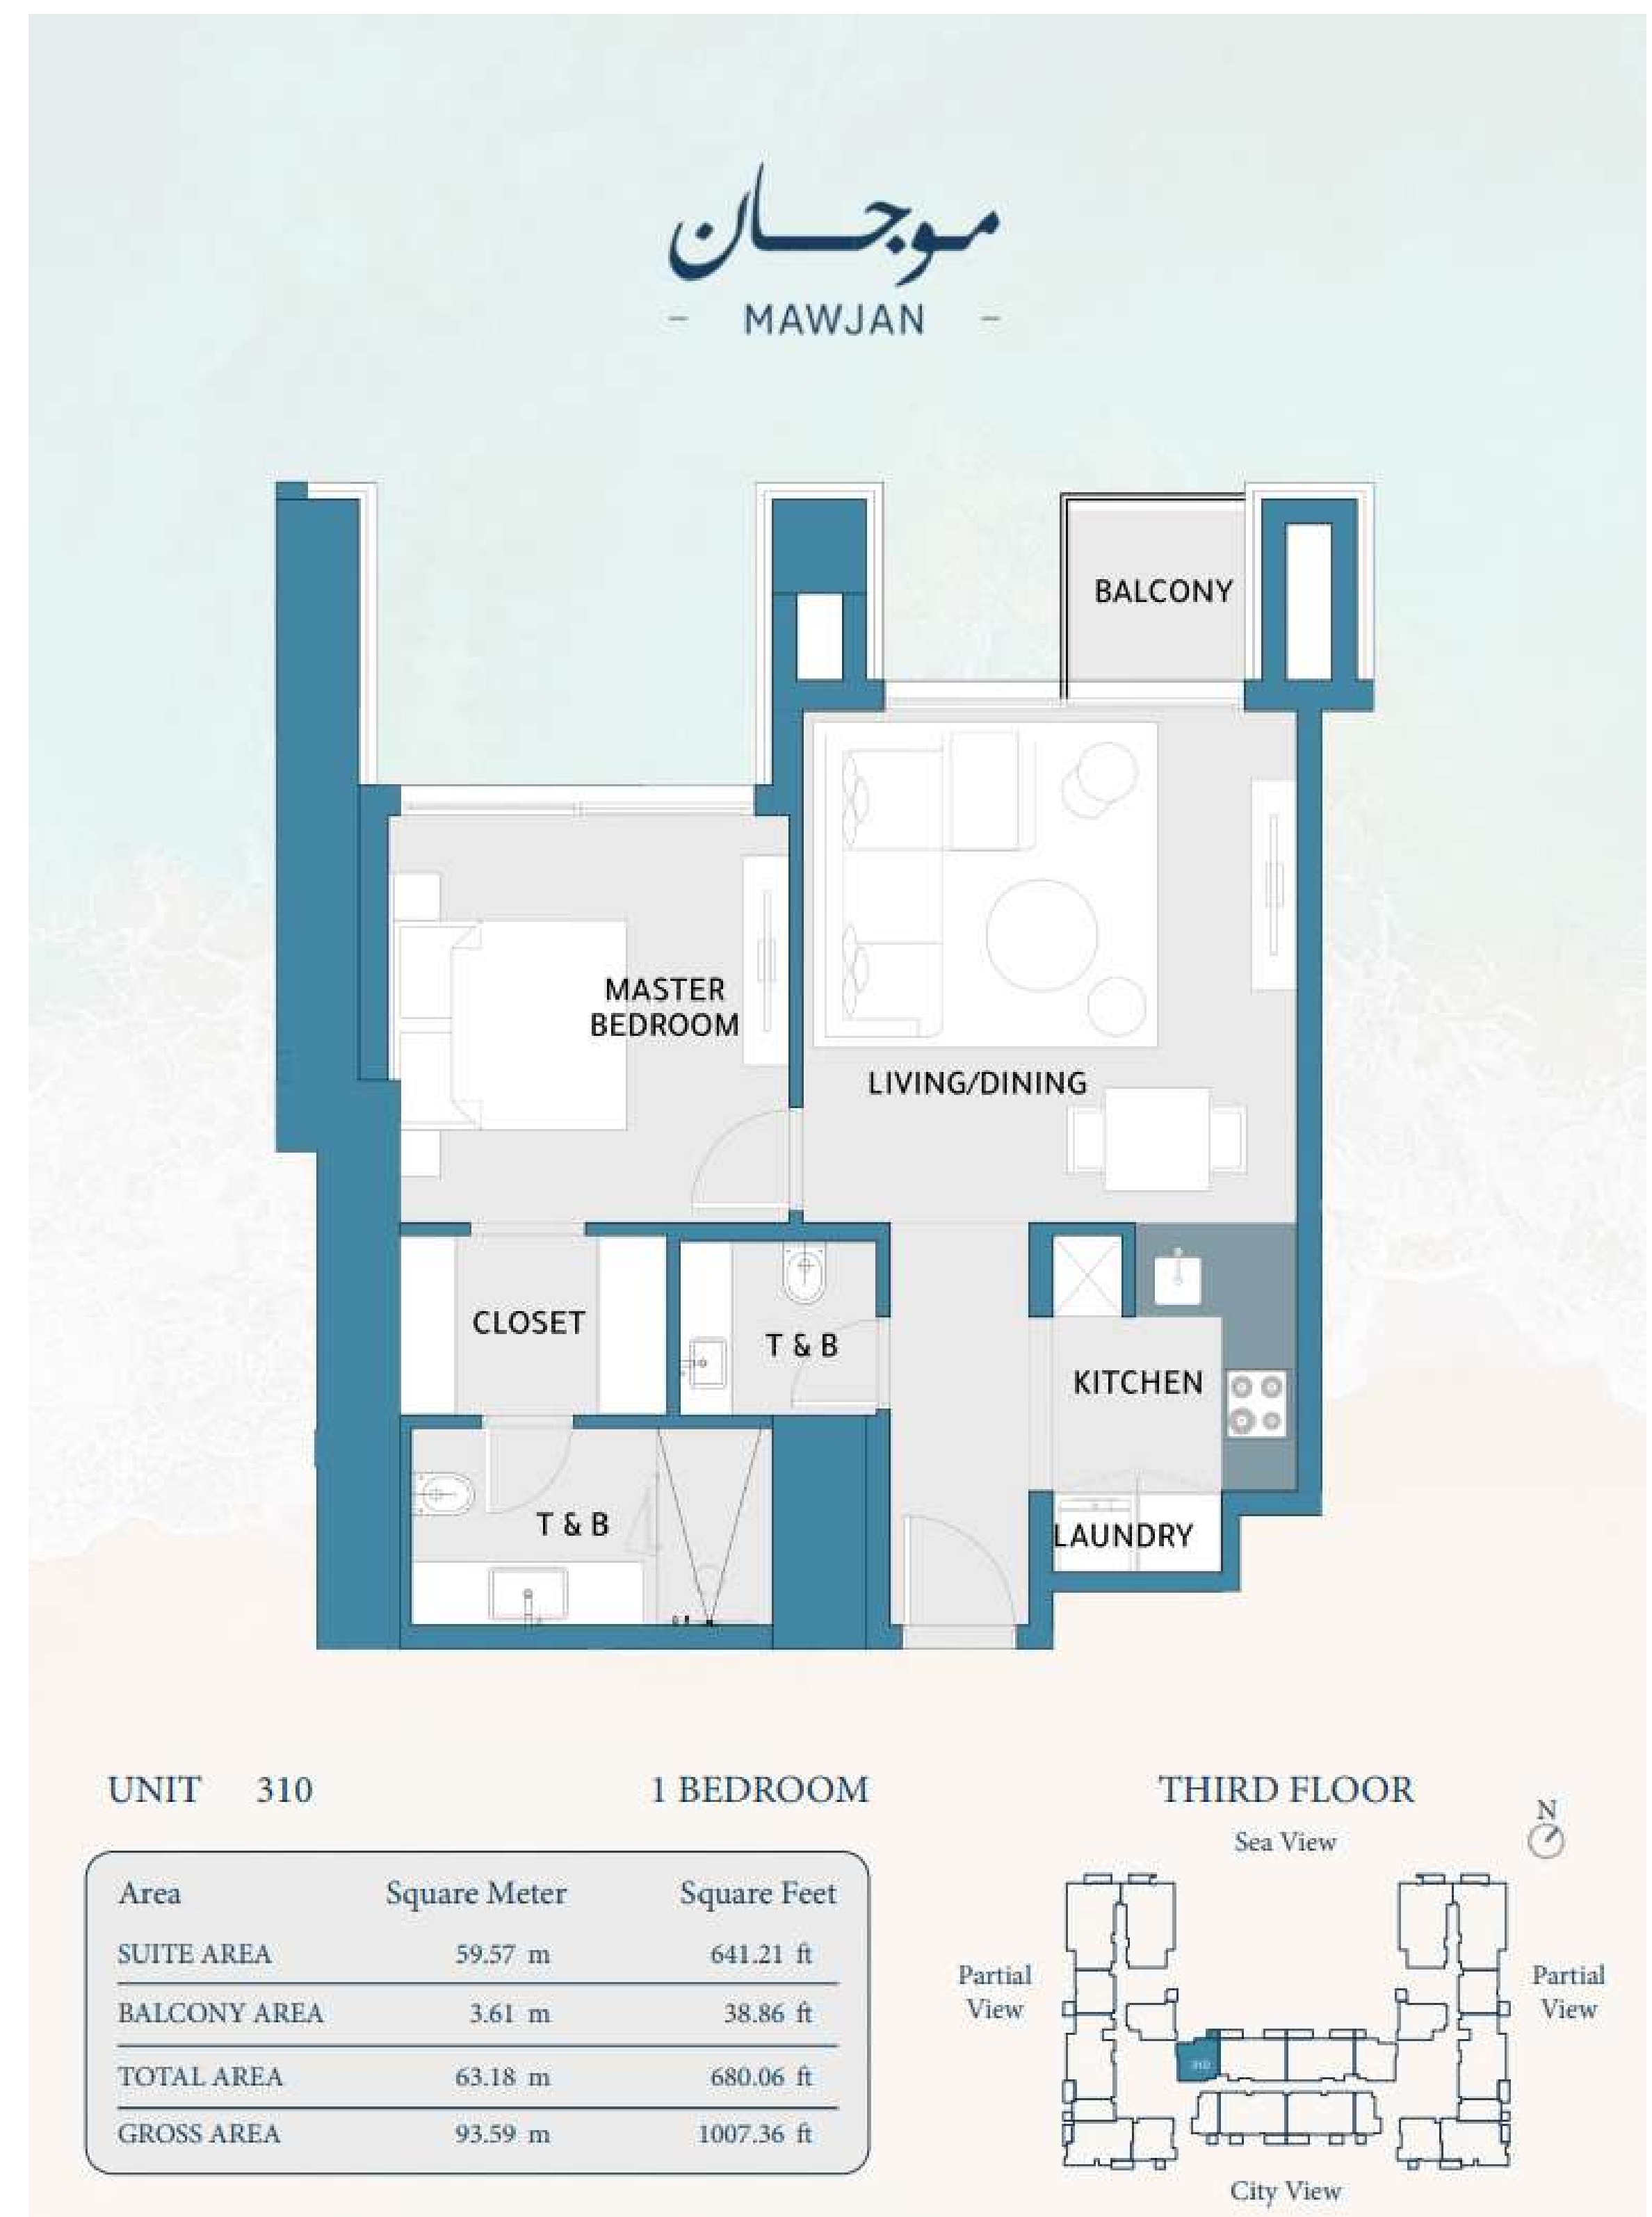 موجان
- MAWJAN -
BALCONY
MASTER
BEDROOM
LIVING/DINING
CLOSET
T & B
KITCHEN
T & B
LAUNDRY
UNIT 310
1 BEDROOM
THIRD FLOOR
N
Sea View
Area Square Meter Square Feet
SUITE AREA 59.57 m 641.21 ft
BALCONY AREA 3.61 m 38.86 ft
TOTAL AREA 63.18 m 680.06 ft
GROSS AREA 93.59 m 1007.36 ft
Partial
View
Partial
View
310
City View